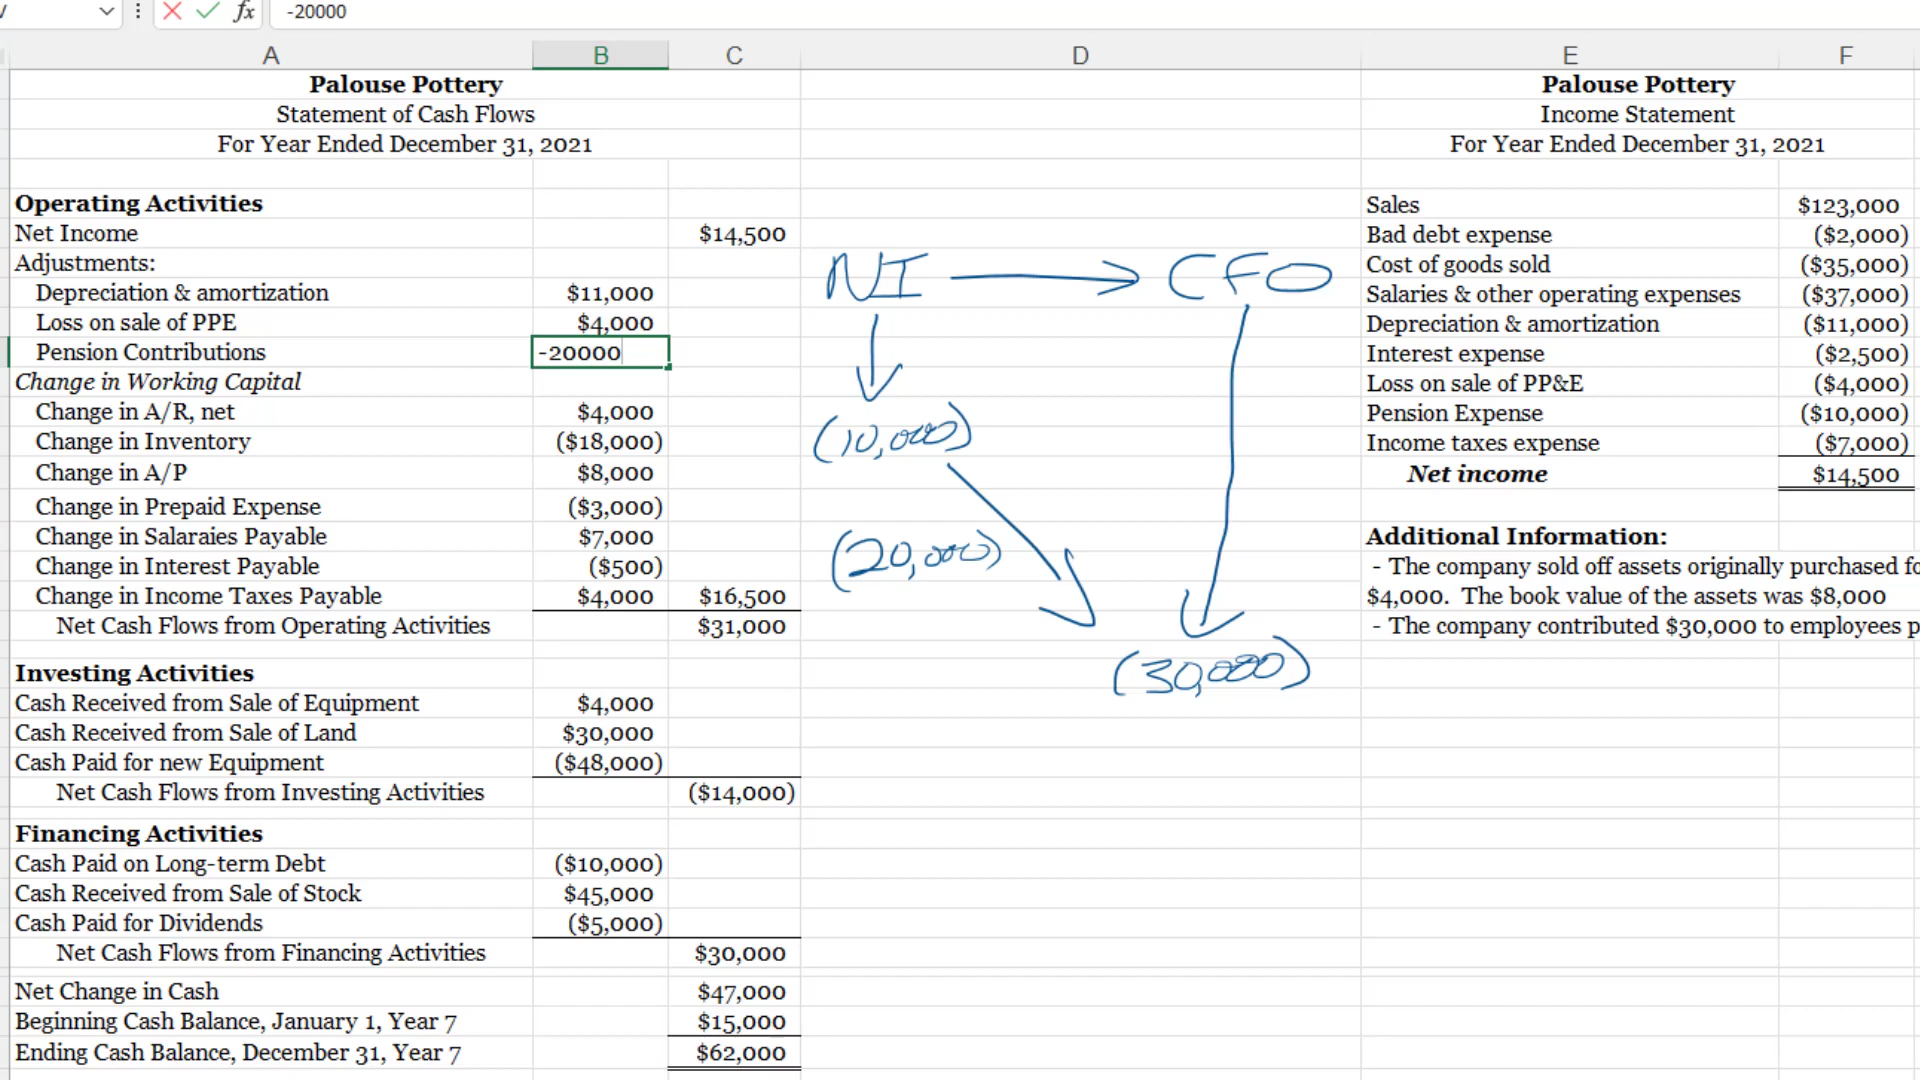 -20000
A B C D E F
Palouse Pottery
Statement of Cash Flows
For Year Ended December 31, 2021
Operating Activities
Net Income $14,500
Adjustments:
Depreciation & amortization $11,000
Loss on sale of PPE $4,000
Pension Contributions -20000
Change in Working Capital
Change in A/R, net $4,000
Change in Inventory ($18,000)
Change in A/P $8,000
Change in Prepaid Expense ($3,000)
Change in Salaraies Payable $7,000
Change in Interest Payable ($500)
Change in Income Taxes Payable $4,000 $16,500
Net Cash Flows from Operating Activities $31,000
Investing Activities
Cash Received from Sale of Equipment $4,000
Cash Received from Sale of Land $30,000
Cash Paid for new Equipment ($48,000)
Net Cash Flows from Investing Activities ($14,000)
Financing Activities
Cash Paid on Long-term Debt ($10,000)
Cash Received from Sale of Stock $45,000
Cash Paid for Dividends ($5,000)
Net Cash Flows from Financing Activities $30,000
Net Change in Cash $47,000
Beginning Cash Balance, January 1, Year 7 $15,000
Ending Cash Balance, December 31, Year 7 $62,000
NI → CFO
(10,000)
(20,000)
(30,000)
Palouse Pottery
Income Statement
For Year Ended December 31, 2021
Sales $123,000
Bad debt expense ($2,000)
Cost of goods sold ($35,000)
Salaries & other operating expenses ($37,000)
Depreciation & amortization ($11,000)
Interest expense ($2,500)
Loss on sale of PP&E ($4,000)
Pension Expense ($10,000)
Income taxes expense ($7,000)
Net income $14,500
Additional Information:
- The company sold off assets originally purchased fo
$4,000. The book value of the assets was $8,000
- The company contributed $30,000 to employees p